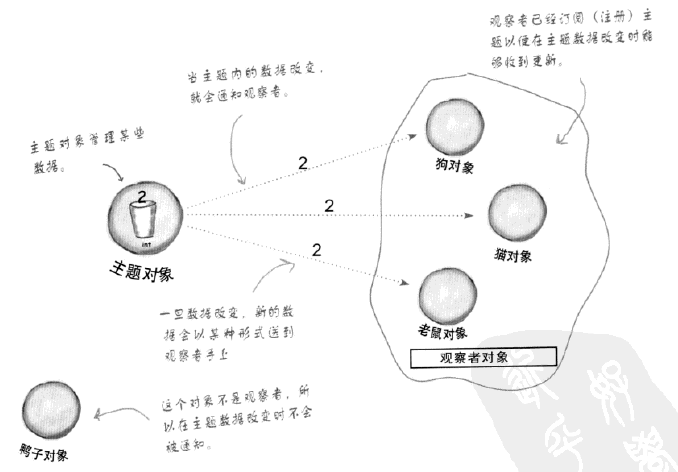 观察者已经订阅（注册）主
题以便在主题数据改变时能
够收到更新。
当主题内的数据改变，
就会通知观察者。
主题对象管理某些
数据。
2
狗对象
2
2
猫对象
INT
主题对象
2
老鼠对象
观察者对象
一旦数据改变，新的数
据会以某种形式送到
观察者手上
这个对象不是观察者，所
以在主题数据改变时不会
被通知。
鸭子对象